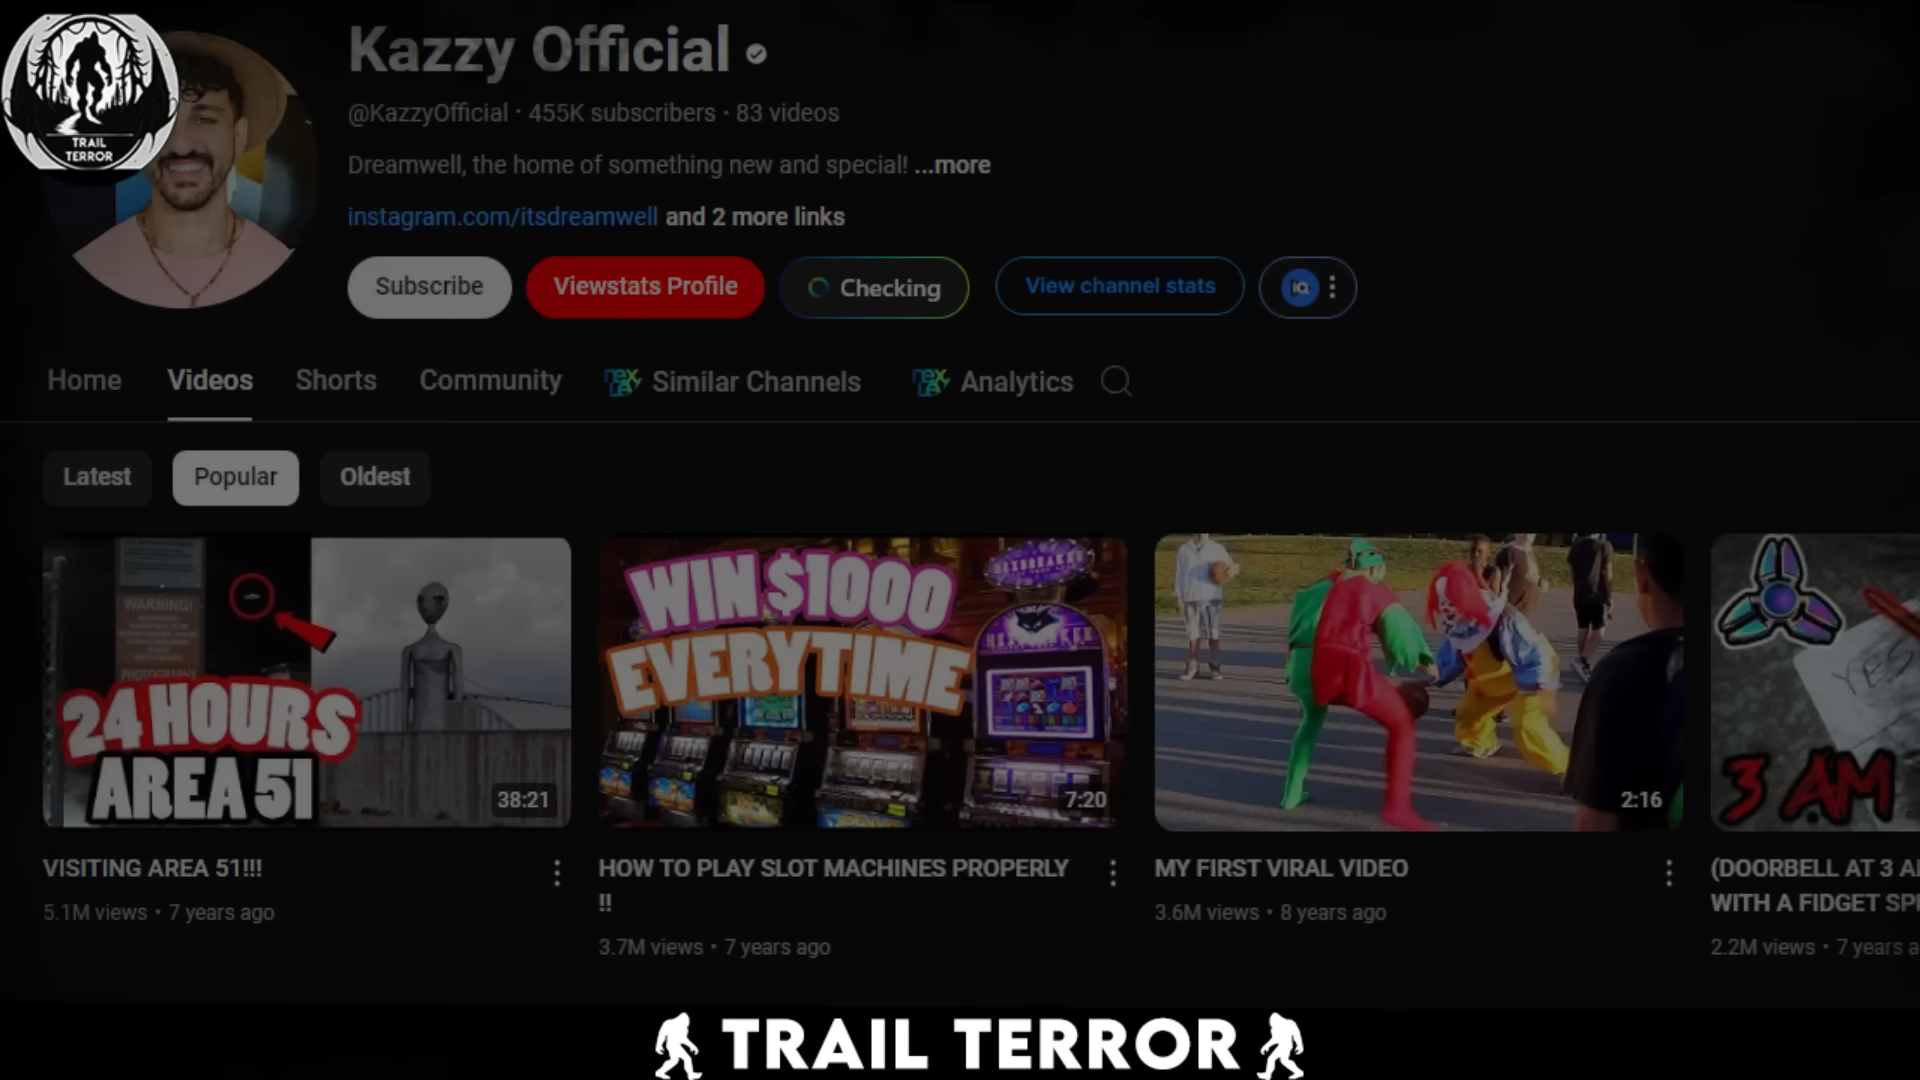 TRAIL
TERROR
Kazzy Official
@KazzyOfficial · 455K subscribers · 83 videos
Dreamwell, the home of something new and special! ...more
instagram.com/itsdreamwell and 2 more links
Subscribe
Viewstats Profile
Checking
View channel stats
Home
Videos
Shorts
Community
Similar Channels
Analytics
Latest
Popular
Oldest
WARNING!
PHOTOGRAPHY
24 HOURS
AREA 51
38:21
WIN $1000
EVERYTIME
HEXBREAKER
7:20
2:16
YES
3 AM
VISITING AREA 51!!!
5.1M views · 7 years ago
HOW TO PLAY SLOT MACHINES PROPERLY
!!
3.7M views · 7 years ago
MY FIRST VIRAL VIDEO
3.6M views · 8 years ago
(DOORBELL AT 3
WITH A FIDGET
2.2M views · 7 years
TRAIL TERROR